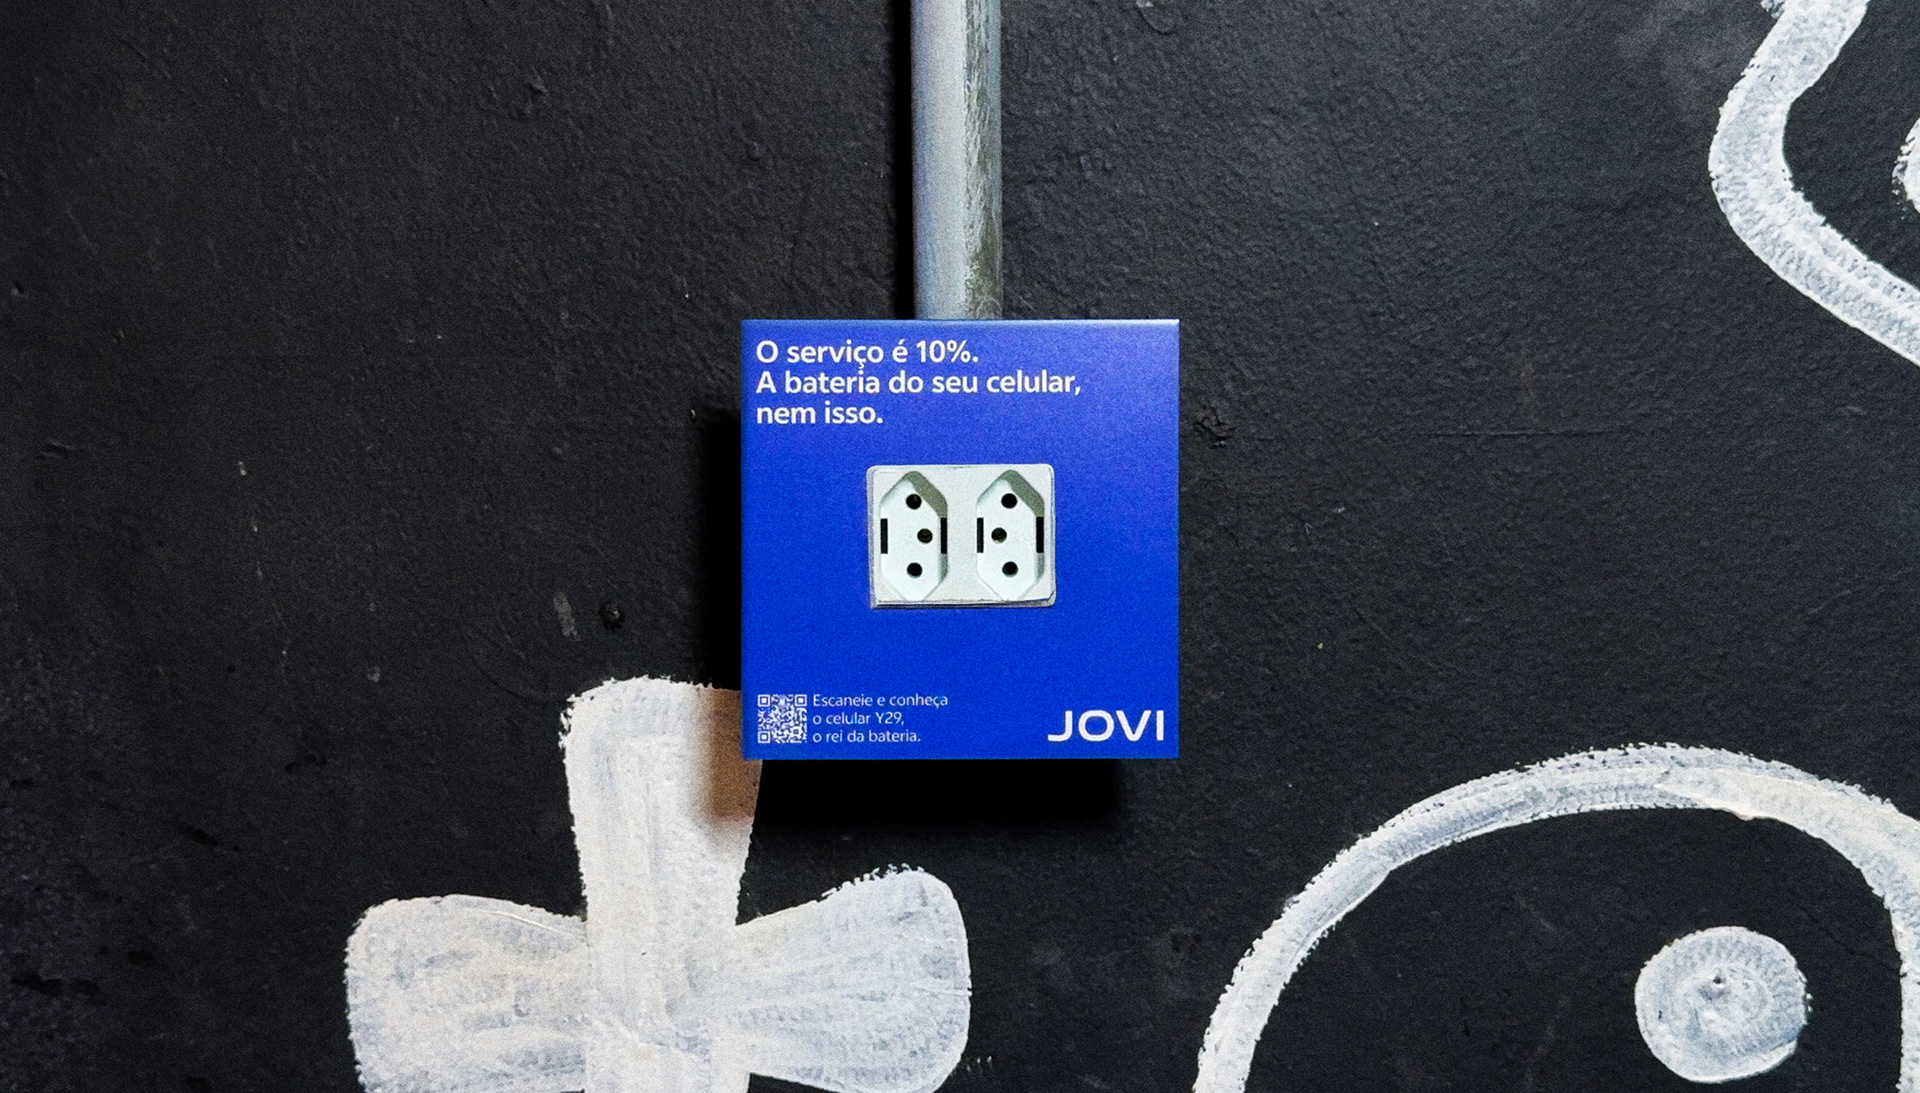 O serviço é 10%.
A bateria do seu celular,
nem isso.
Escaneie e conheça
o celular Y29,
o rei da bateria.
JOVI